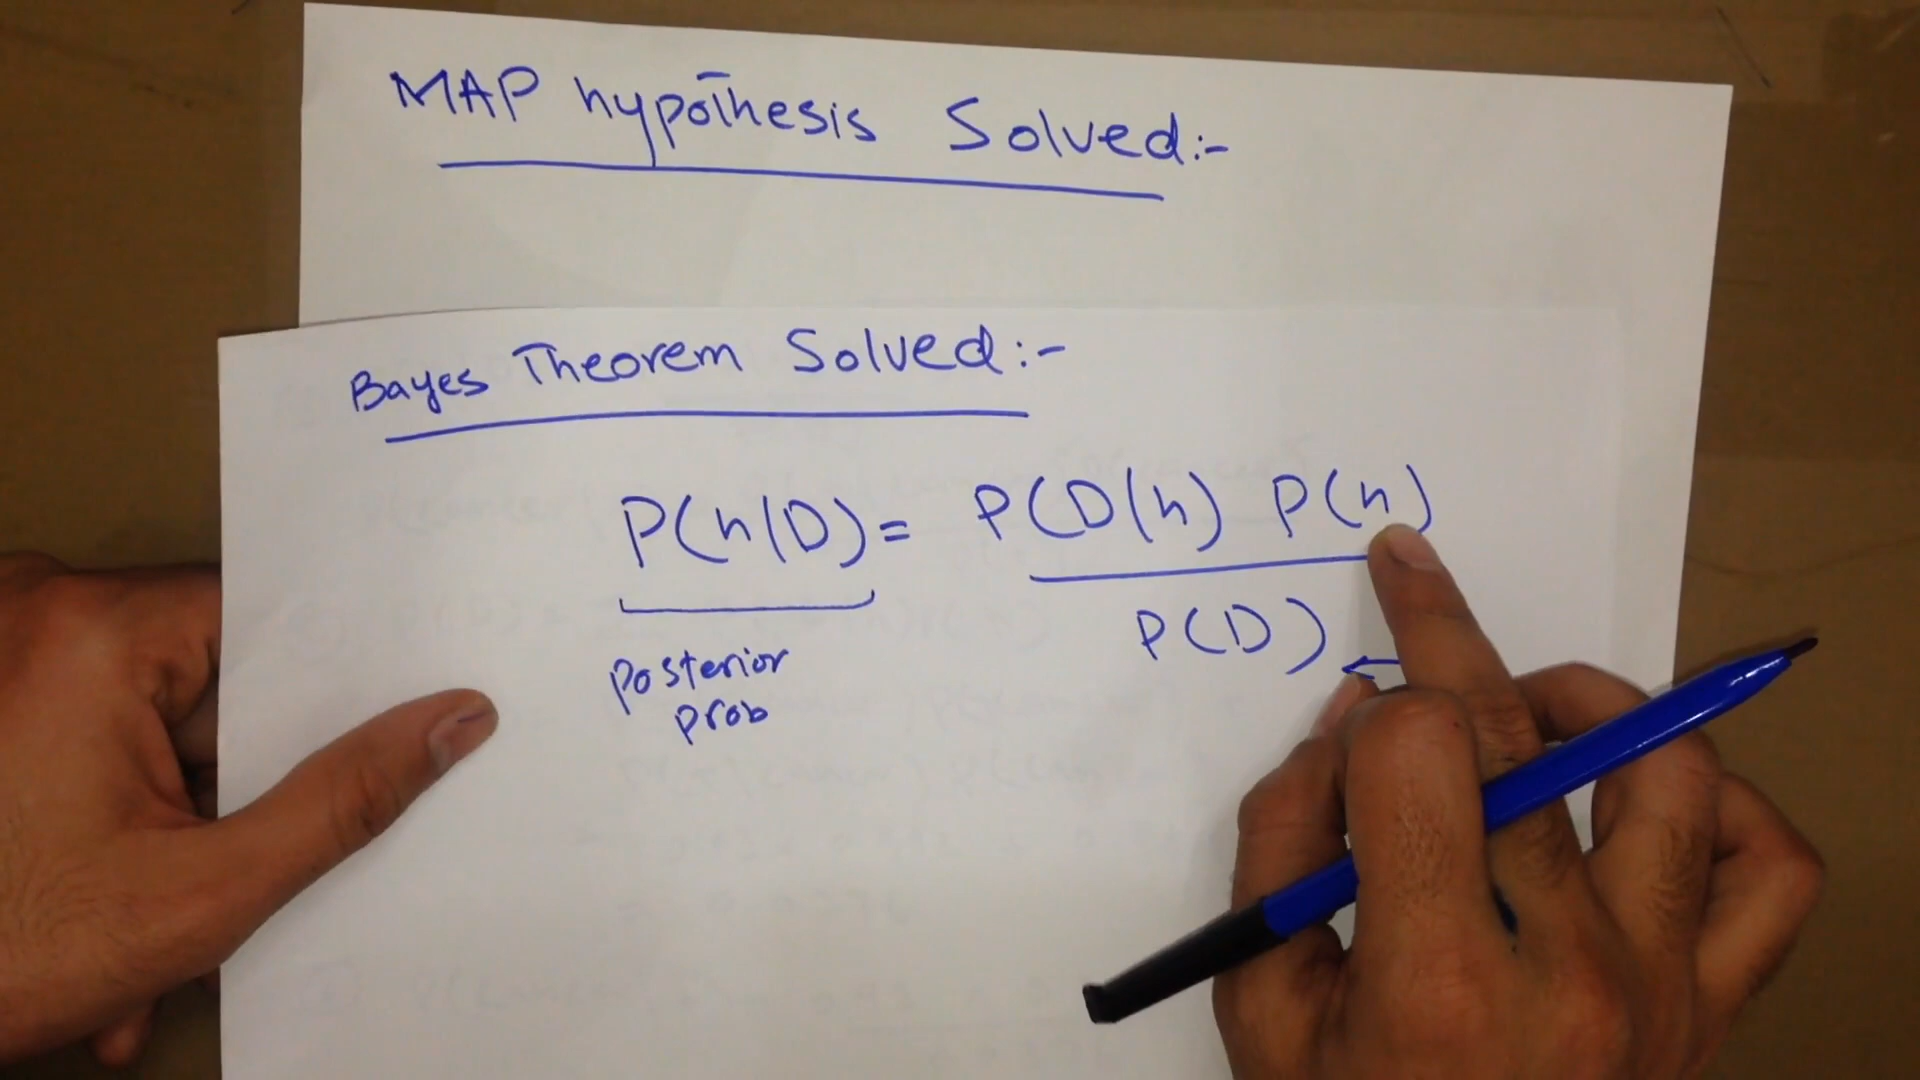 MAP hypothesis Solved:-
Bayes Theorem Solved:-
P(h/D) = P(D/h) P(h)
P(D)
Posterior
prob